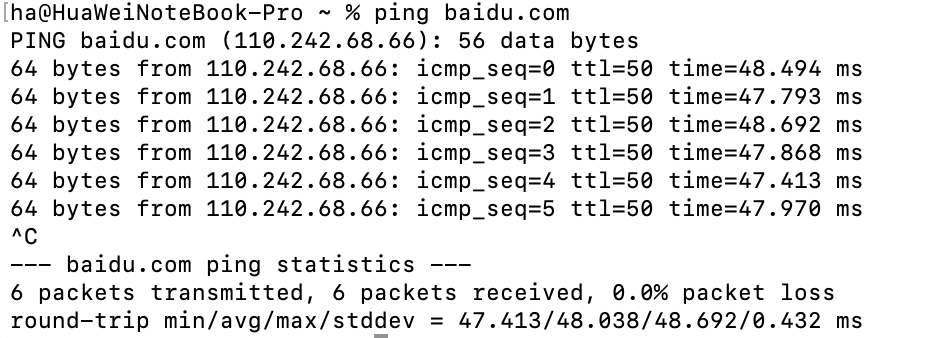 [ha@HuaWeiNoteBook-Pro ~ % ping baidu.com
PING baidu.com (110.242.68.66): 56 data bytes
64 bytes from 110.242.68.66: icmp_seq=0 ttl=50 time=48.494 ms
64 bytes from 110.242.68.66: icmp_seq=1 ttl=50 time=47.793 ms
64 bytes from 110.242.68.66: icmp_seq=2 ttl=50 time=48.692 ms
64 bytes from 110.242.68.66: icmp_seq=3 ttl=50 time=47.868 ms
64 bytes from 110.242.68.66: icmp_seq=4 ttl=50 time=47.413 ms
64 bytes from 110.242.68.66: icmp_seq=5 ttl=50 time=47.970 ms
^C
--- baidu.com ping statistics ---
6 packets transmitted, 6 packets received, 0.0% packet loss
round-trip min/avg/max/stddev = 47.413/48.038/48.692/0.432 ms